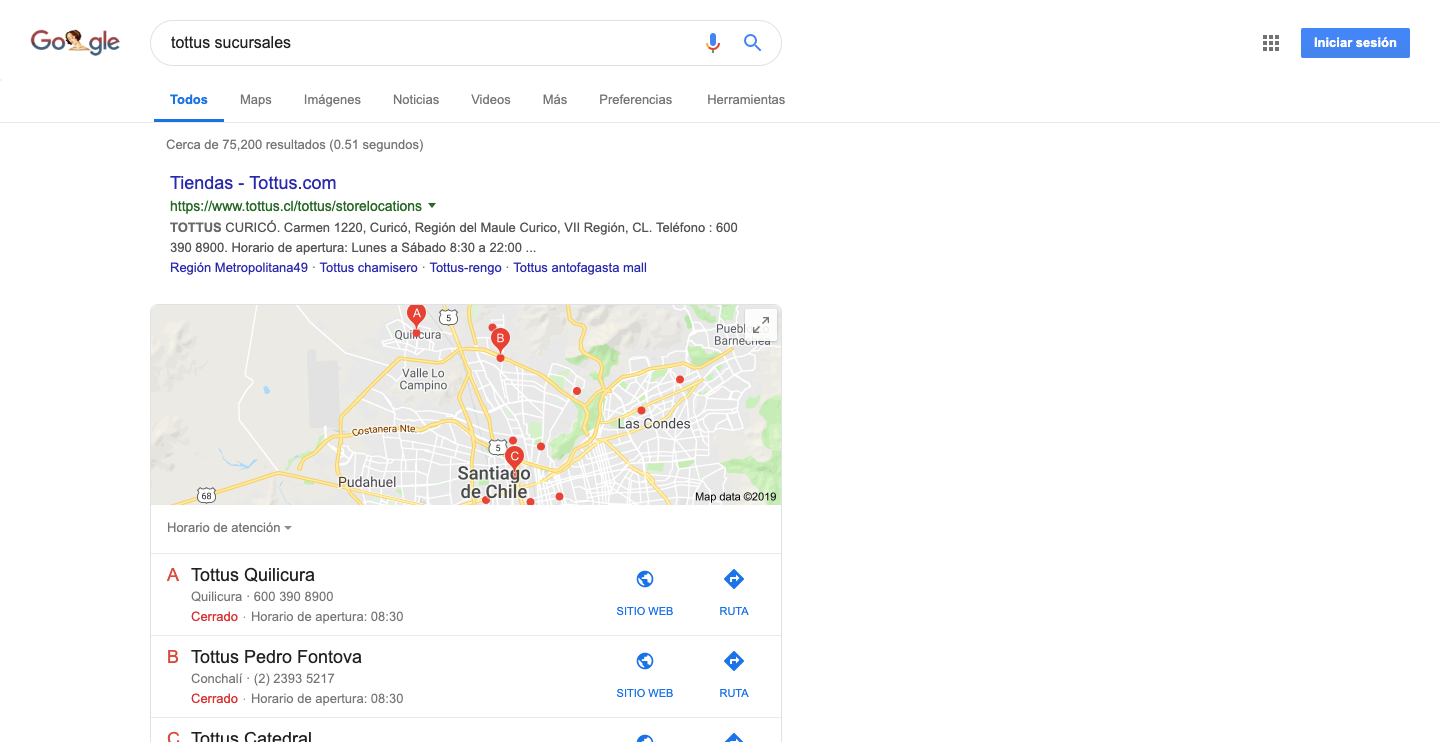 Google
tottus sucursales
Iniciar sesión
Todos Maps Imágenes Noticias Videos Más Preferencias Herramientas
Cerca de 75,200 resultados (0.51 segundos)
Tiendas - Tottus.com
https://www.tottus.cl/tottus/storelocations
TOTTUS CURICÓ. Carmen 1220, Curicó, Región del Maule Curico, VII Región, CL. Teléfono : 600
390 8900. Horario de apertura: Lunes a Sábado 8:30 a 22:00 ...
Región Metropolitana49 · Tottus chamisero · Tottus-rengo · Tottus antofagasta mall
A
5
Quilicura
B
Barnechea
Valle Lo
Campino
Costanera Nte
Las Condes
5
C
Santiago
de Chile
Pudahuel
68
Map data ©2019
Horario de atención
A Tottus Quilicura
Quilicura · 600 390 8900
Cerrado · Horario de apertura: 08:30
SITIO WEB RUTA
B Tottus Pedro Fontova
Conchalí · (2) 2393 5217
Cerrado · Horario de apertura: 08:30
SITIO WEB RUTA
C Tottus Catedral